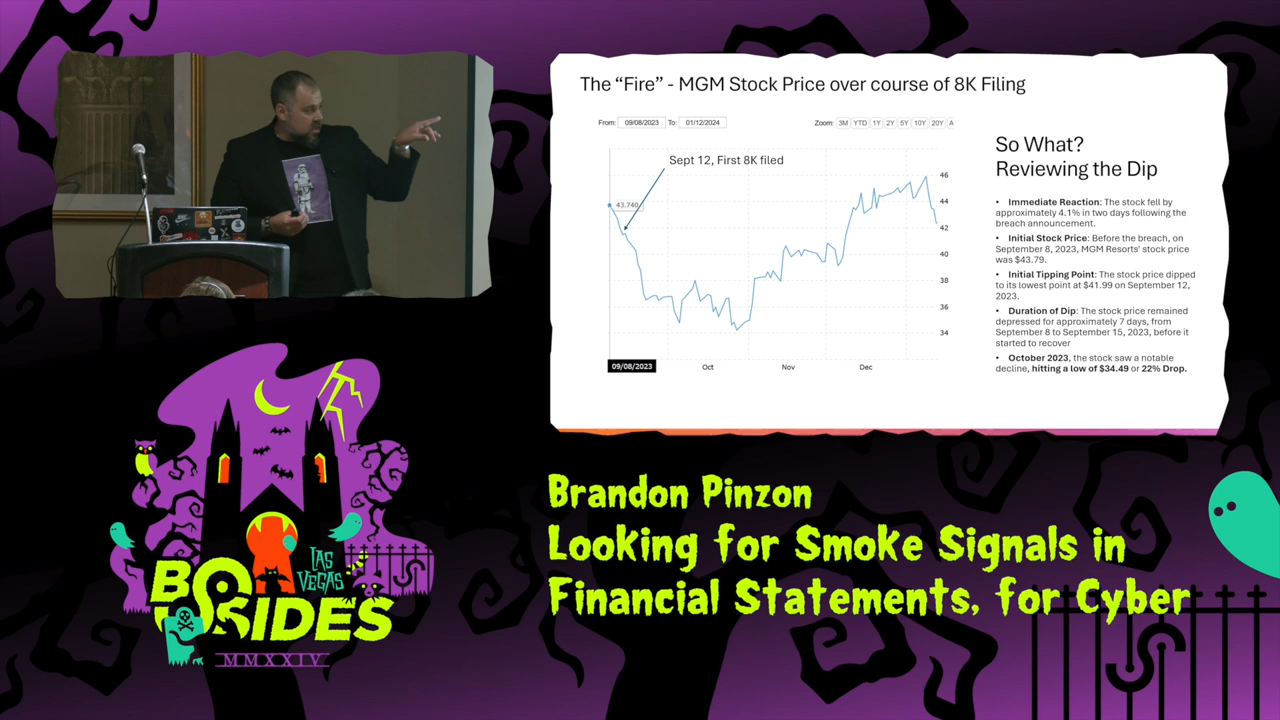 The “Fire” - MGM Stock Price over course of 8K Filing
From: 09/08/2023 To: 01/12/2024
Zoom: 3M YTD 1Y 2Y 5Y 10Y 20Y A
Sept 12, First 8K filed
43.740
46
44
42
40
38
36
34
09/08/2023 Oct Nov Dec
So What?
Reviewing the Dip
• Immediate Reaction: The stock fell by
approximately 4.1% in two days following the
breach announcement.
• Initial Stock Price: Before the breach, on
September 8, 2023, MGM Resorts’ stock price
was $43.79.
• Initial Tipping Point: The stock price dipped
to its lowest point at $41.99 on September 12,
2023.
• Duration of Dip: The stock price remained
depressed for approximately 7 days, from
September 8 to September 15, 2023, before it
started to recover
• October 2023, the stock saw a notable
decline, hitting a low of $34.49 or 22% Drop.
BSIDES
LAS
VEGAS
MMXXIV
Brandon Pinzon
Looking for Smoke Signals in
Financial Statements, for Cyber